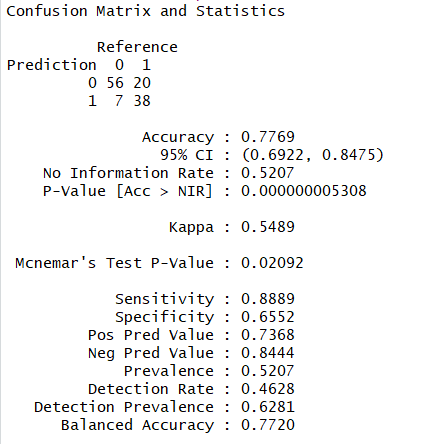 Confusion Matrix and Statistics
Reference
Prediction 0 1
0 56 20
1 7 38
Accuracy : 0.7769
95% CI : (0.6922, 0.8475)
No Information Rate : 0.5207
P-Value [Acc > NIR] : 0.000000005308
Kappa : 0.5489
Mcnemar's Test P-Value : 0.02092
Sensitivity : 0.8889
Specificity : 0.6552
Pos Pred Value : 0.7368
Neg Pred Value : 0.8444
Prevalence : 0.5207
Detection Rate : 0.4628
Detection Prevalence : 0.6281
Balanced Accuracy : 0.7720